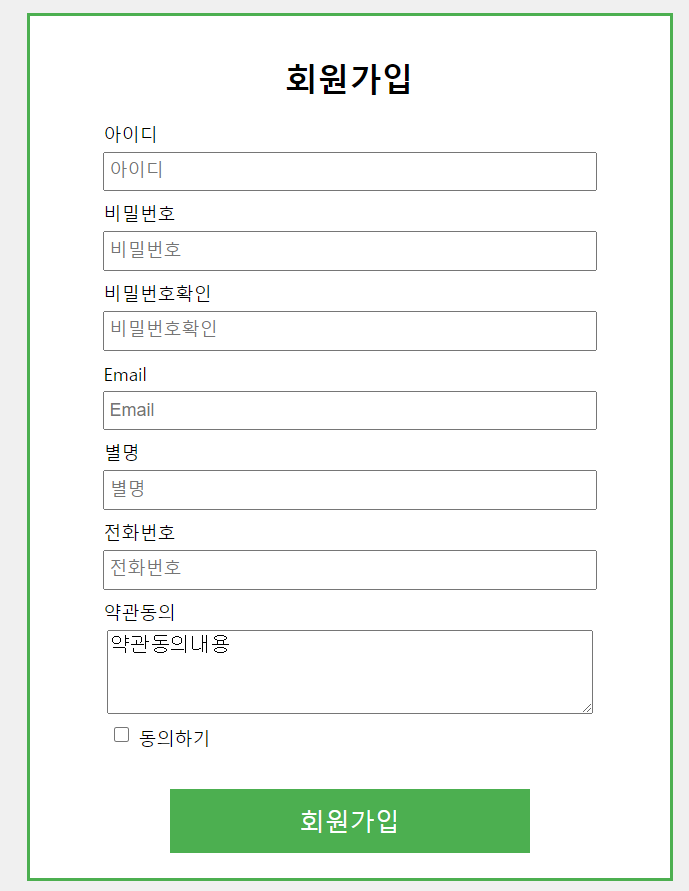 회원가입
아이디
아이디
비밀번호
비밀번호
비밀번호확인
비밀번호확인
Email
Email
별명
별명
전화번호
전화번호
약관동의
약관동의내용
동의하기
회원가입